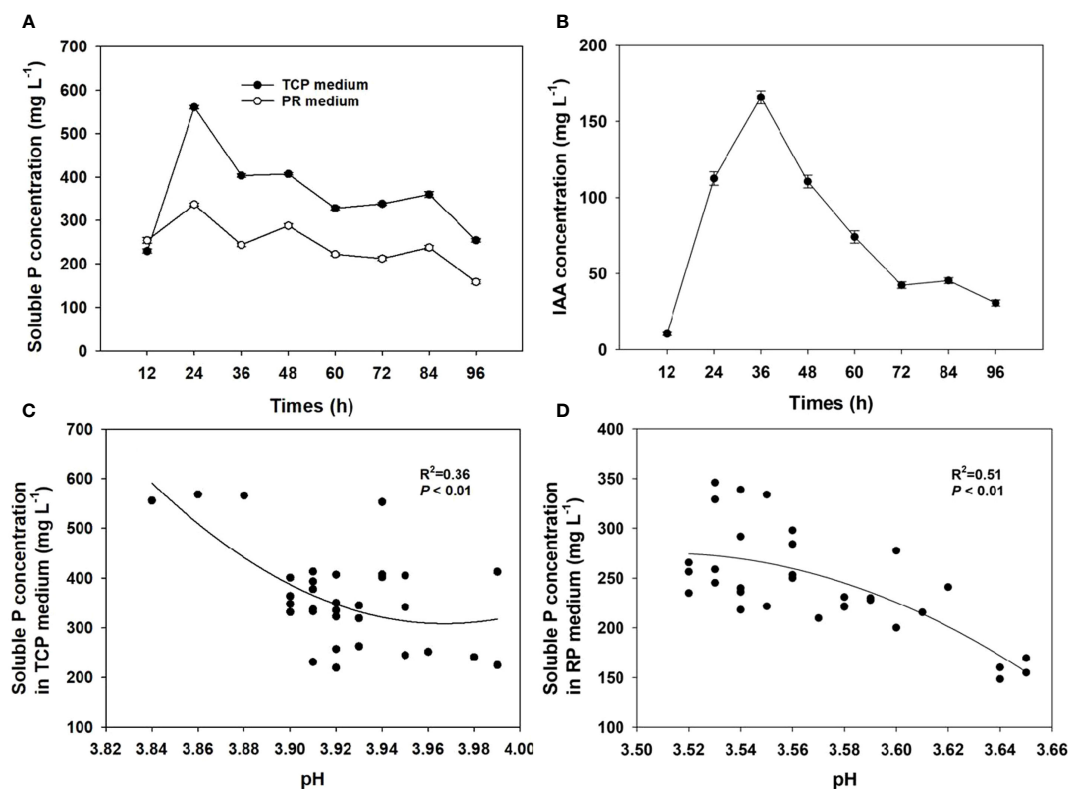 A
Soluble P concentration (mg L-1)
700
600
500
400
300
200
100
0
TCP medium
PR medium
12 24 36 48 60 72 84 96
Times (h)
B
IAA concentration (mg L-1)
200
150
100
50
0
12 24 36 48 60 72 84 96
Times (h)
C
Soluble P concentration
in TCP medium (mg L-1)
700
600
500
400
300
200
100
R2=0.36
P < 0.01
3.82 3.84 3.86 3.88 3.90 3.92 3.94 3.96 3.98 4.00
pH
D
Soluble P concentration
in RP medium (mg L-1)
400
350
300
250
200
150
100
R2=0.51
P < 0.01
3.50 3.52 3.54 3.56 3.58 3.60 3.62 3.64 3.66
pH